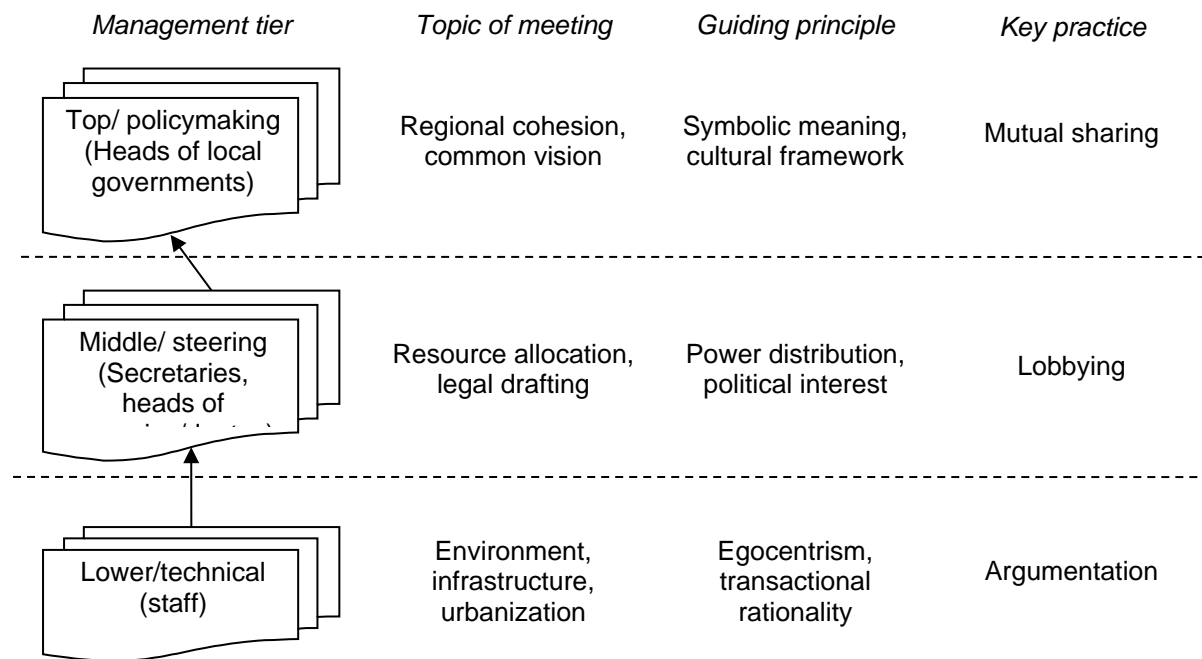 Management tier
Topic of meeting
Guiding principle
Key practice
Top/ policymaking
(Heads of local
governments)
Regional cohesion,
common vision
Symbolic meaning,
cultural framework
Mutual sharing
Middle/ steering
(Secretaries,
heads of
Resource allocation,
legal drafting
Power distribution,
political interest
Lobbying
Lower/technical
(staff)
Environment,
infrastructure,
urbanization
Egocentrism,
transactional
rationality
Argumentation